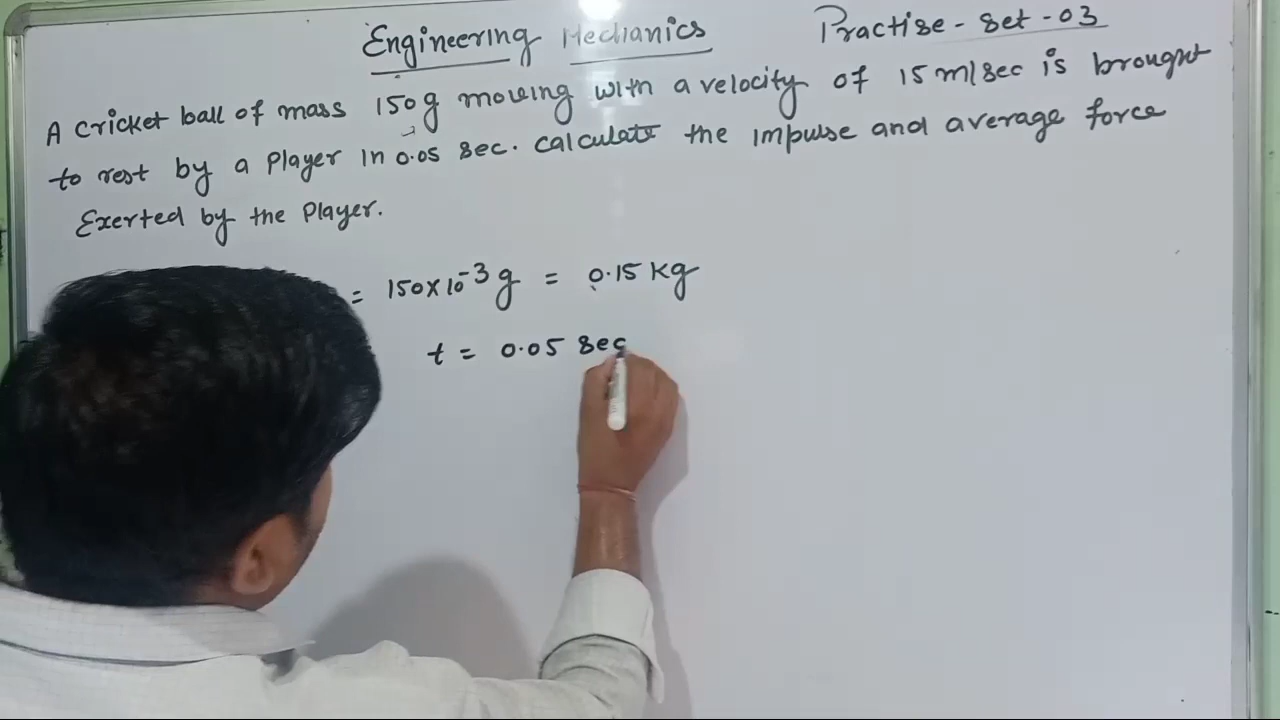 Engineering Mechanics Practise - Set - 03
A cricket ball of mass 150g moving with a velocity of 15 m/sec is brought
to rest by a Player in 0.05 sec. calculate the impulse and average force
Exerted by the Player.
= 150×10⁻³ g = 0.15 kg
t = 0.05 sec